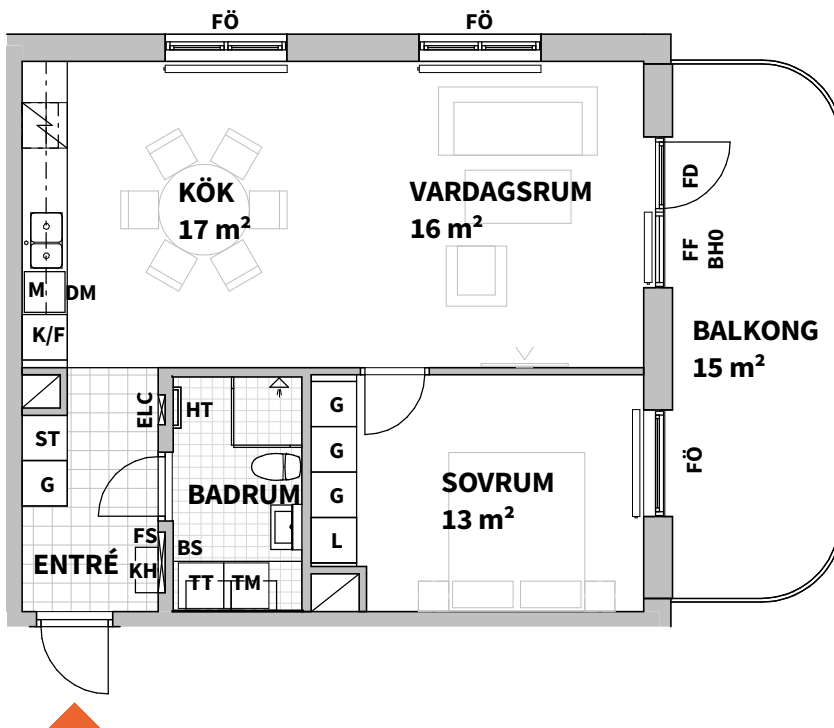 FÖ
FÖ
KÖK
17 m²
VARDAGSRUM
16 m²
FD
FF
BH0
M
DM
K/F
BALKONG
15 m²
ELC
HT
G
ST
G
FÖ
G
BADRUM
SOVRUM
13 m²
G
FS
BS
L
ENTRÉ
KH
TT
TM